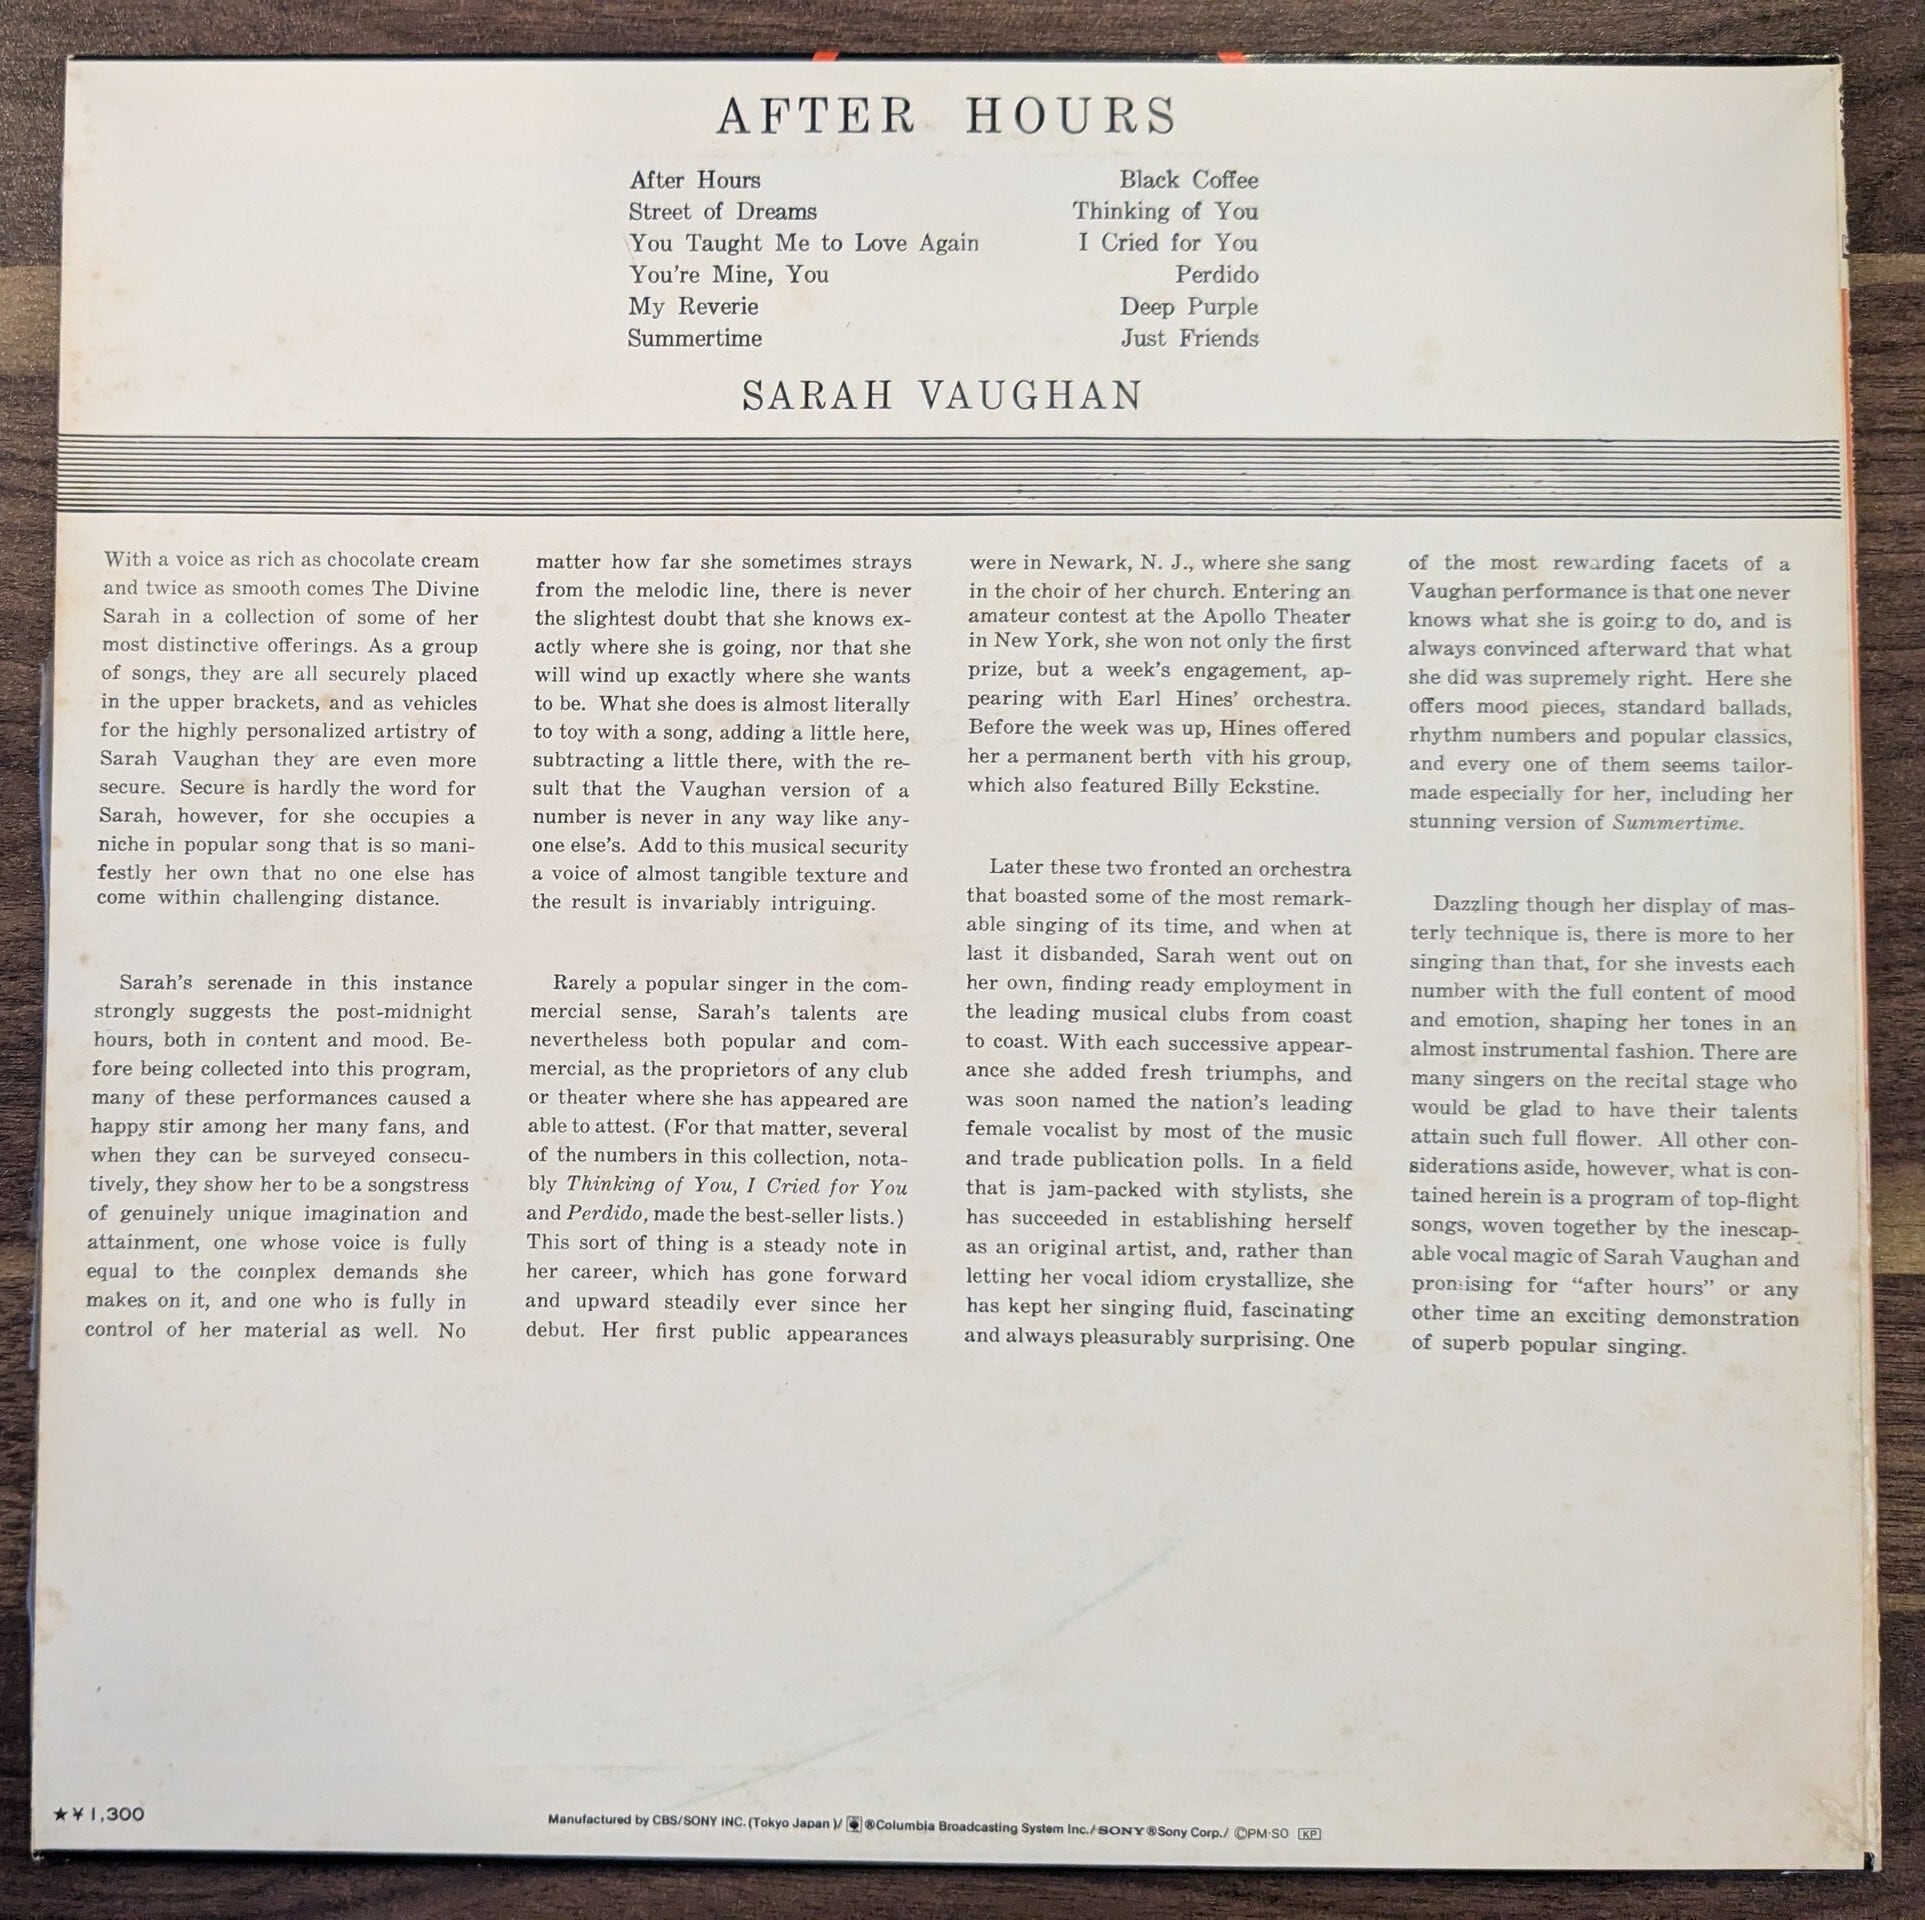 AFTER HOURS
After Hours
Street of Dreams
You Taught Me to Love Again
You're Mine, You
My Reverie
Summertime
Black Coffee
Thinking of You
I Cried for You
Perdido
Deep Purple
Just Friends
SARAH VAUGHAN
With a voice as rich as chocolate cream
and twice as smooth comes The Divine
Sarah in a collection of some of her
most distinctive offerings. As a group
of songs, they are all securely placed
in the upper brackets, and as vehicles
for the highly personalized artistry of
Sarah Vaughan they are even more
secure. Secure is hardly the word for
Sarah, however, for she occupies a
niche in popular song that is so mani-
festly her own that no one else has
come within challenging distance.
Sarah's serenade in this instance
strongly suggests the post-midnight
hours, both in content and mood. Be-
fore being collected into this program,
many of these performances caused a
happy stir among her many fans, and
when they can be surveyed consecu-
tively, they show her to be a songstress
of genuinely unique imagination and
attainment, one whose voice is fully
equal to the complex demands she
makes on it, and one who is fully in
control of her material as well. No
matter how far she sometimes strays
from the melodic line, there is never
the slightest doubt that she knows ex-
actly where she is going, nor that she
will wind up exactly where she wants
to be. What she does is almost literally
to toy with a song, adding a little here,
subtracting a little there, with the re-
sult that the Vaughan version of a
number is never in any way like any-
one else's. Add to this musical security
a voice of almost tangible texture and
the result is invariably intriguing.
Rarely a popular singer in the com-
mercial sense, Sarah's talents are
nevertheless both popular and com-
mercial, as the proprietors of any club
or theater where she has appeared are
able to attest. (For that matter, several
of the numbers in this collection, nota-
bly Thinking of You, I Cried for You
and Perdido, made the best-seller lists.)
This sort of thing is a steady note in
her career, which has gone forward
and upward steadily ever since her
debut. Her first public appearances
were in Newark, N. J., where she sang
in the choir of her church. Entering an
amateur contest at the Apollo Theater
in New York, she won not only the first
prize, but a week's engagement, ap-
pearing with Earl Hines' orchestra.
Before the week was up, Hines offered
her a permanent berth vith his group,
which also featured Billy Eckstine.
Later these two fronted an orchestra
that boasted some of the most remark-
able singing of its time, and when at
last it disbanded, Sarah went out on
her own, finding ready employment in
the leading musical clubs from coast
to coast. With each successive appear-
ance she added fresh triumphs, and
was soon named the nation's leading
female vocalist by most of the music
and trade publication polls. In a field
that is jam-packed with stylists, she
has succeeded in establishing herself
as an original artist, and, rather than
letting her vocal idiom crystallize, she
has kept her singing fluid, fascinating
and always pleasurably surprising. One
of the most rewarding facets of a
Vaughan performance is that one never
knows what she is going to do, and is
always convinced afterward that what
she did was supremely right. Here she
offers mood pieces, standard ballads,
rhythm numbers and popular classics,
and every one of them seems tailor-
made especially for her, including her
stunning version of Summertime.
Dazzling though her display of mas-
terly technique is, there is more to her
singing than that, for she invests each
number with the full content of mood
and emotion, shaping her tones in an
almost instrumental fashion. There are
many singers on the recital stage who
would be glad to have their talents
attain such full flower. All other con-
siderations aside, however, what is con-
tained herein is a program of top-flight
songs, woven together by the inescap-
able vocal magic of Sarah Vaughan and
promising for "after hours" or any
other time an exciting demonstration
of superb popular singing.
★¥1,300
Manufactured by CBS/SONY INC. (Tokyo Japan)/ ®Columbia Broadcasting System Inc./SONY®Sony Corp./ ©PM·SO KP